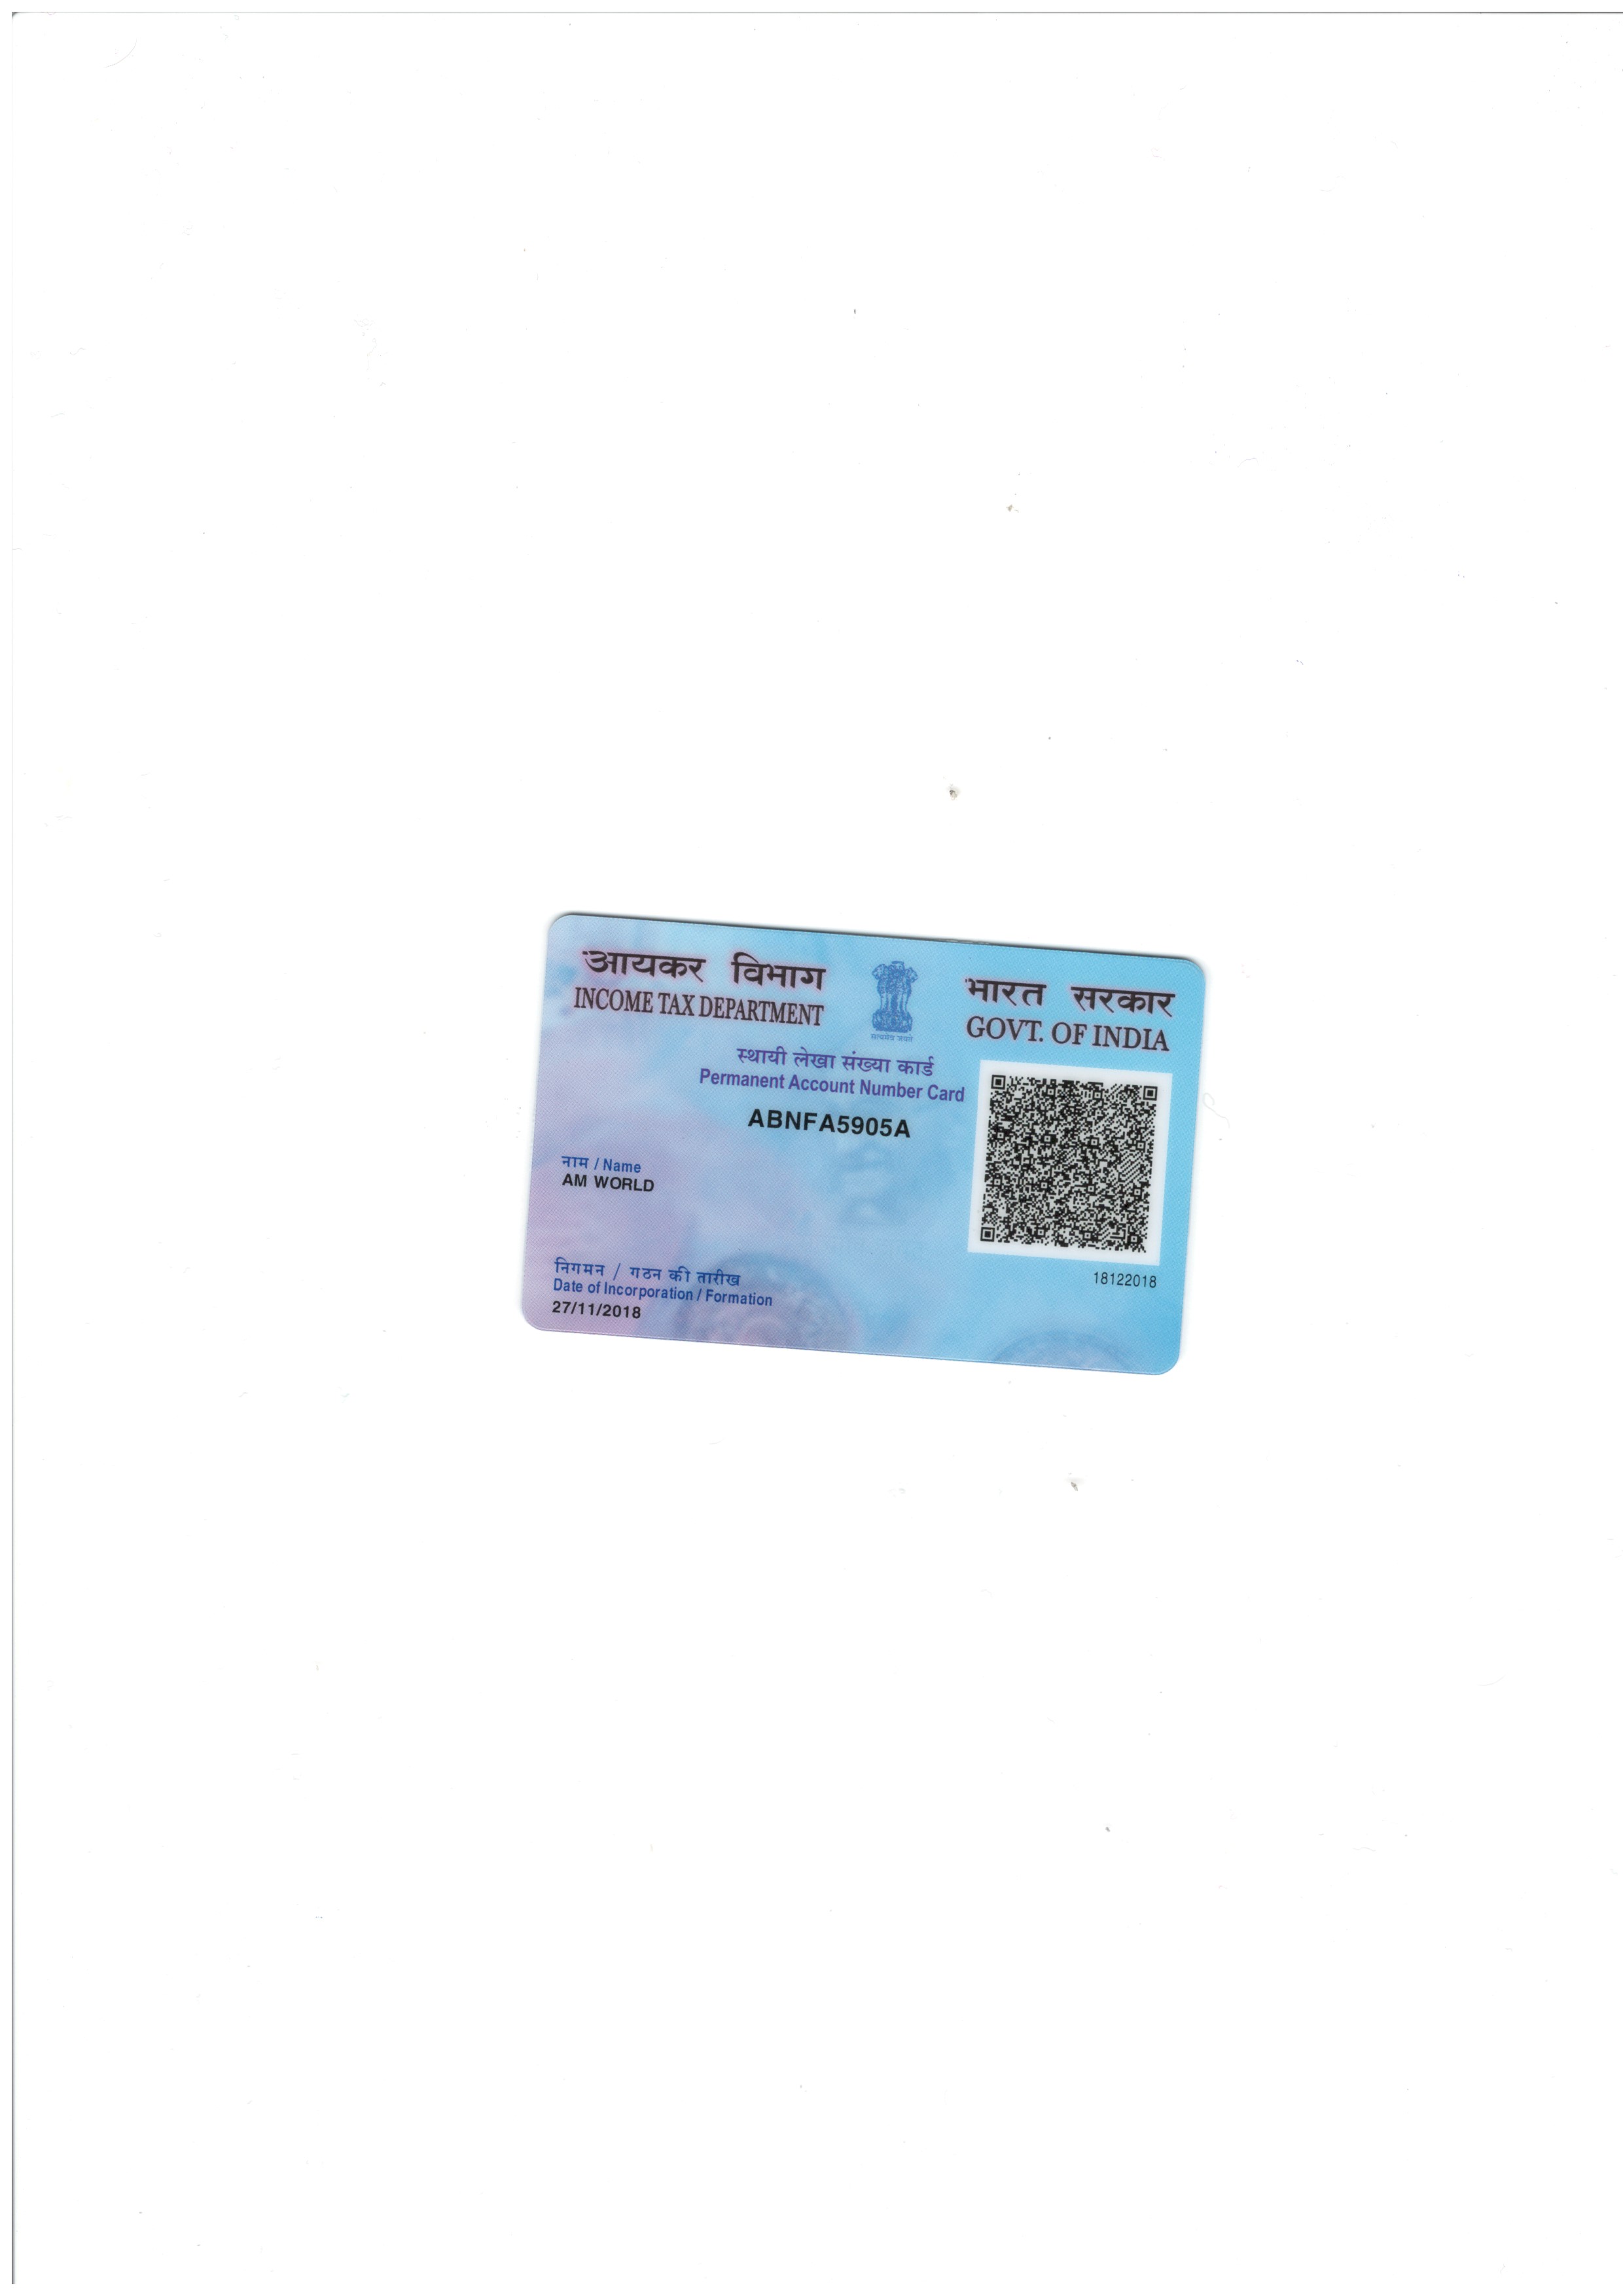 आयकर विभाग
INCOME TAX DEPARTMENT
सत्यमेव जयते
भारत सरकार
GOVT. OF INDIA
स्थायी लेखा संख्या कार्ड
Permanent Account Number Card
ABNFA5905A
नाम / Name
AM WORLD
निगमन / गठन की तारीख
Date of Incorporation / Formation
27/11/2018
18122018